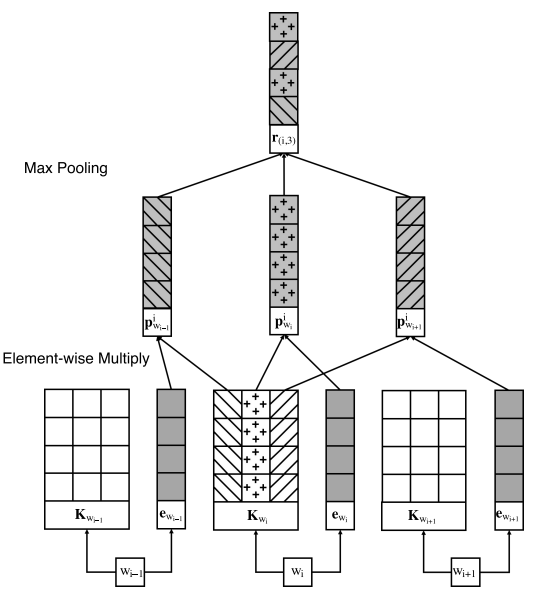 r(i,3)
Max Pooling
p^i_{w_{i-1}} p^i_{w_i} p^i_{w_{i+1}}
Element-wise Multiply
K_{w_{i-1}} e_{w_{i-1}} K_{w_i} e_{w_i} K_{w_{i+1}} e_{w_{i+1}}
w_{i-1} w_i w_{i+1}